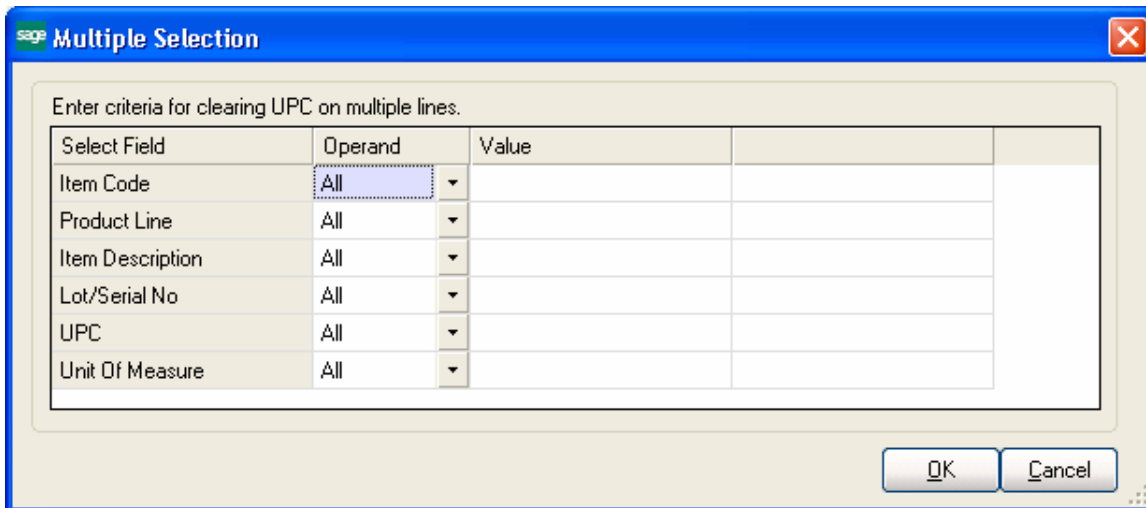 sage Multiple Selection
Enter criteria for clearing UPC on multiple lines.
Select Field Operand Value
Item Code All
Product Line All
Item Description All
Lot/Serial No All
UPC All
Unit Of Measure All
OK Cancel